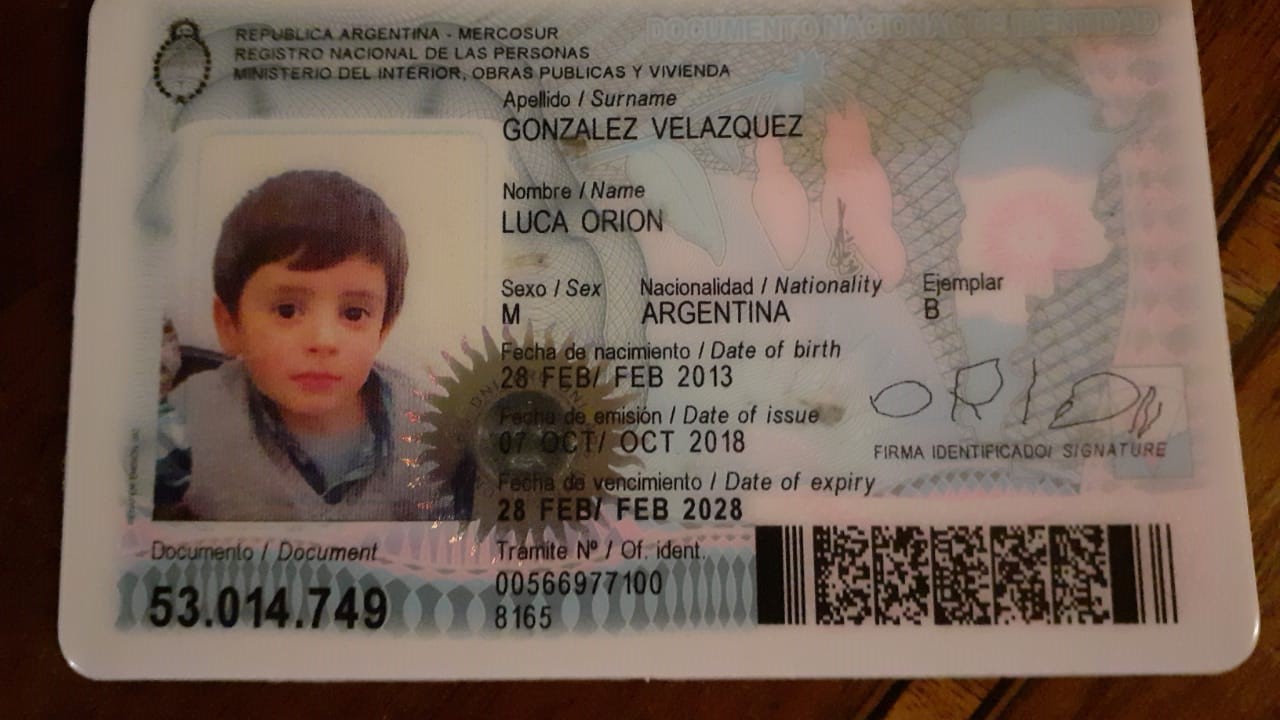 REPUBLICA ARGENTINA - MERCOSUR
REGISTRO NACIONAL DE LAS PERSONAS
MINISTERIO DEL INTERIOR, OBRAS PUBLICAS Y VIVIENDA
DOCUMENTO NACIONAL DE IDENTIDAD
Apellido / Surname
GONZALEZ VELAZQUEZ
Nombre / Name
LUCA ORION
Sexo / Sex Nacionalidad / Nationality Ejemplar
M ARGENTINA B
Fecha de nacimiento / Date of birth
28 FEB/ FEB 2013
Fecha de emisión / Date of issue
07 OCT/ OCT 2018
FIRMA IDENTIFICADO/ SIGNATURE
Fecha de vencimiento / Date of expiry
28 FEB/ FEB 2028
Documento / Document
53.014.749
Tramite Nº / Of. ident.
00566977100
8165